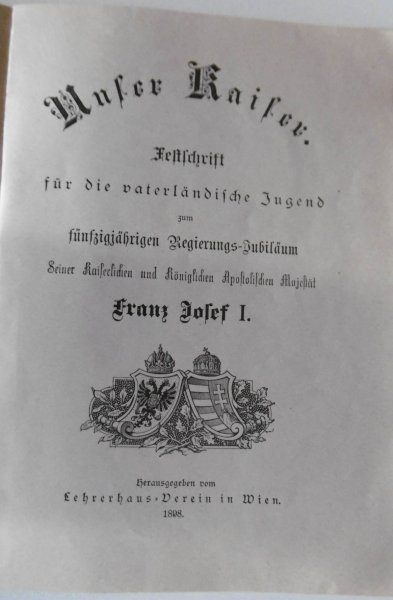 Unser Kaiser.
Festschrift
für die vaterländische Jugend
zum
fünfzigjährigen Regierungs-Jubiläum
Seiner Kaiserlichen und Königlichen Apostolischen Majestät
Franz Josef I.
Herausgegeben vom
Lehrerhaus-Verein in Wien.
1898.